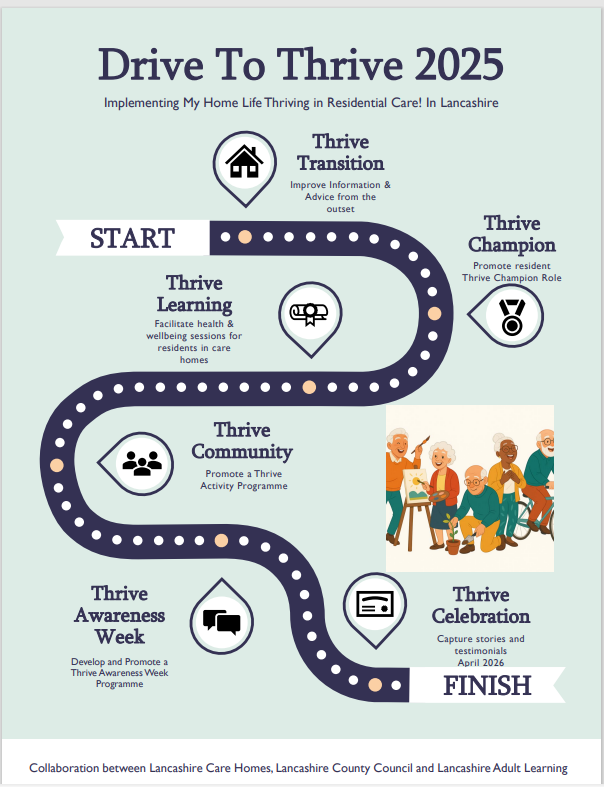 Drive To Thrive 2025
Implementing My Home Life Thriving in Residential Care! In Lancashire
Thrive
Transition
Improve Information &
Advice from the
outset
START
Thrive
Champion
Promote resident
Thrive Champion Role
Thrive
Learning
Facilitate health &
wellbeing sessions for
residents in care
homes
Thrive
Community
Promote a Thrive
Activity Programme
Thrive
Awareness
Week
Develop and Promote a
Thrive Awareness Week
Programme
Thrive
Celebration
Capture stories and
testimonials
April 2026
FINISH
Collaboration between Lancashire Care Homes, Lancashire County Council and Lancashire Adult Learning